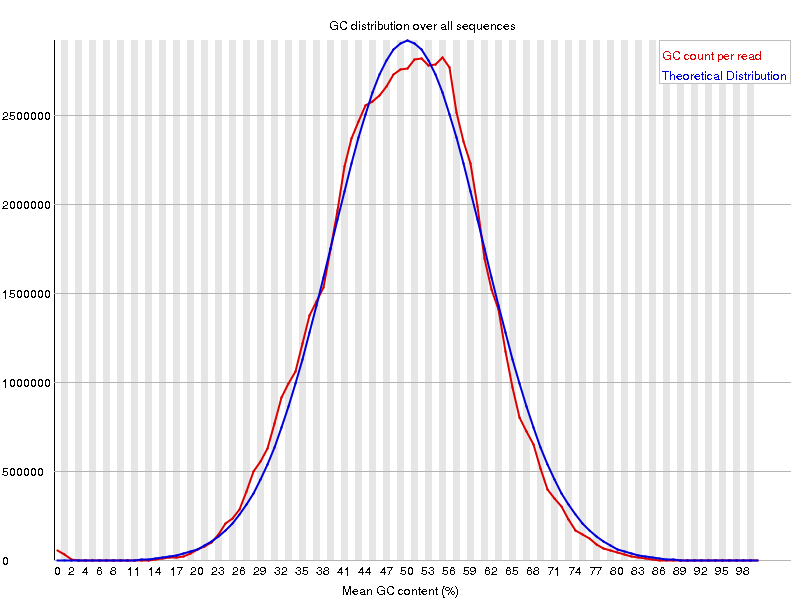 GC distribution over all sequences
GC count per read
Theoretical Distribution
2500000
2000000
1500000
1000000
500000
0
0 2 4 6 8 11 14 17 20 23 26 29 32 35 38 41 44 47 50 53 56 59 62 65 68 71 74 77 80 83 86 89 92 95 98
Mean GC content (%)